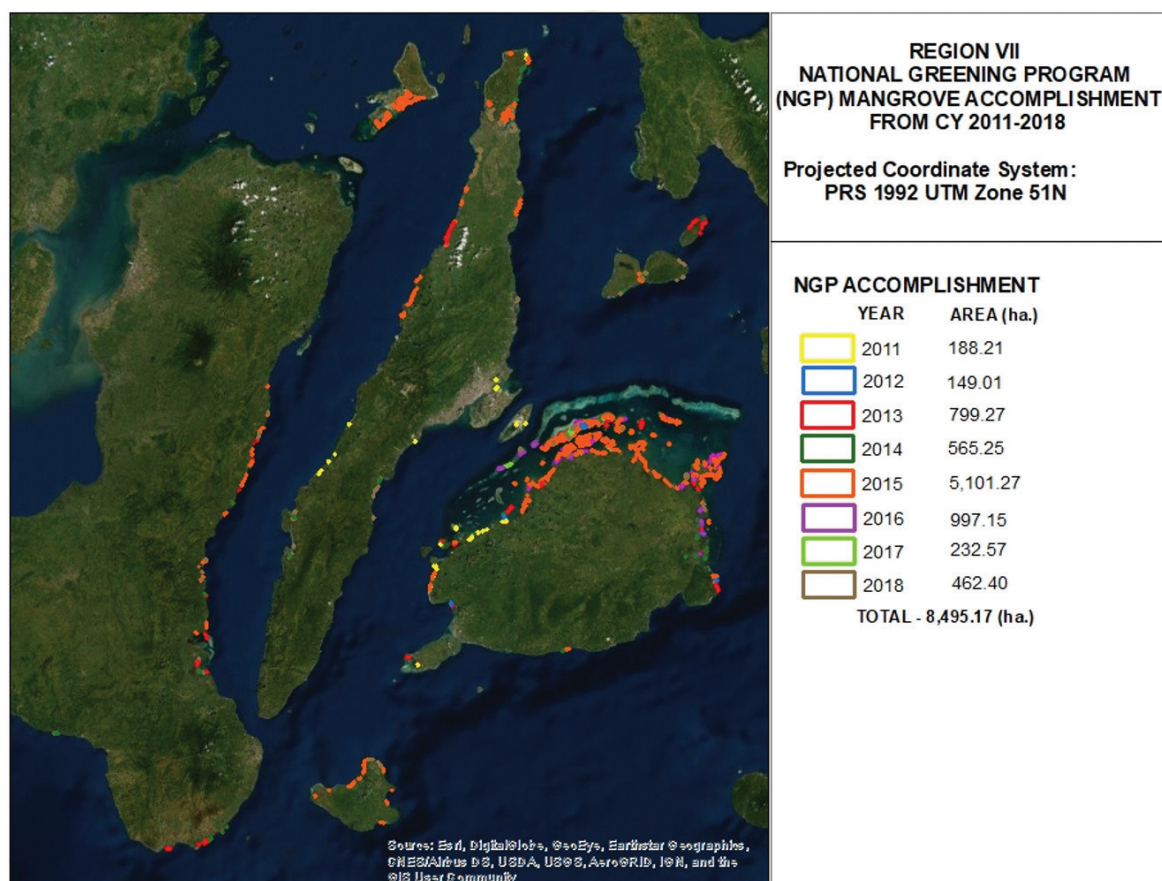 REGION VII
NATIONAL GREENING PROGRAM
(NGP) MANGROVE ACCOMPLISHMENT
FROM CY 2011-2018
Projected Coordinate System:
PRS 1992 UTM Zone 51N
NGP ACCOMPLISHMENT
YEAR AREA (ha.)
2011 188.21
2012 149.01
2013 799.27
2014 565.25
2015 5,101.27
2016 997.15
2017 232.57
2018 462.40
TOTAL - 8,495.17 (ha.)
Source: Esri, DigitalGlobe, GeoEye, Earthstar Geographics,
CNES/Airbus DS, USDA, USGS, AeroGRID, IGN, and the
GIS User Community